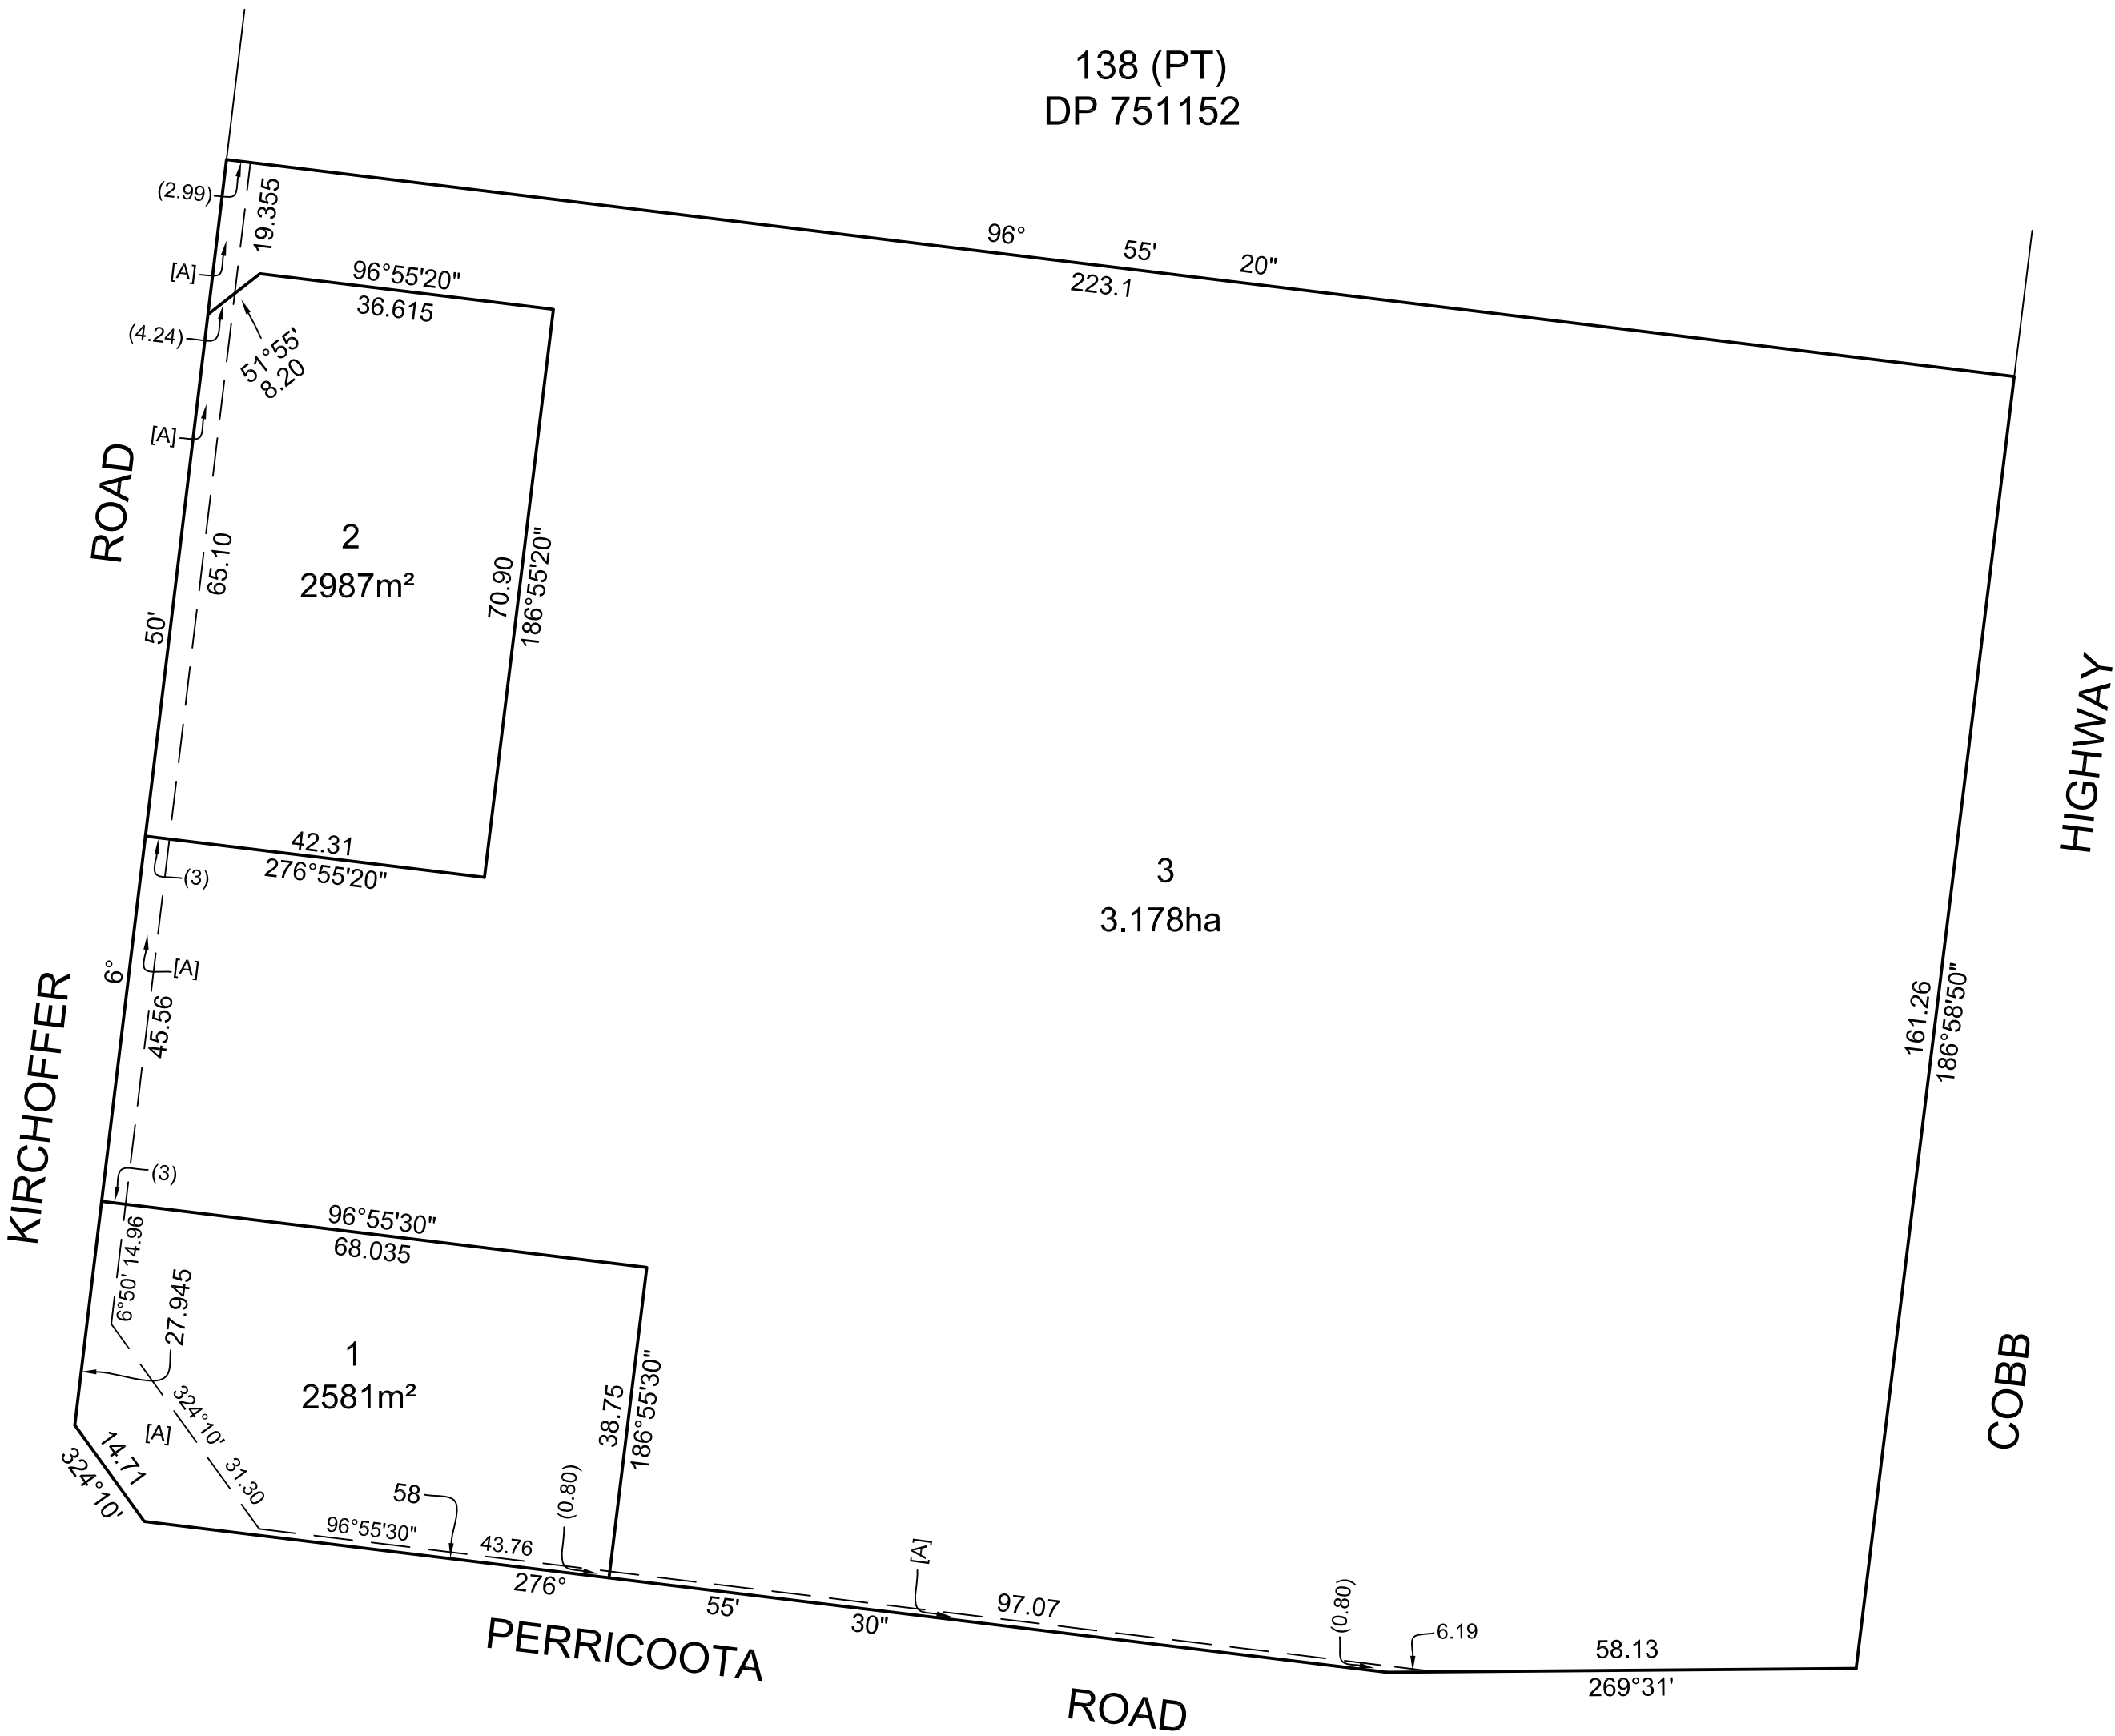 138 (PT)
DP 751152
(2.99)
19.355
[A]
96°55'20"
36.615
96° 55' 20"
223.1
(4.24)
51°55'
8.20
[A]
ROAD
2
2987m²
65.10
70.90
186°55'20"
50'
HIGHWAY
42.31
276°55'20"
(3)
3
3.178ha
6°
[A]
45.56
161.26
186°58'50"
KIRCHOFFER
(3)
96°55'30"
68.035
6°50' 14.96
27.945
1
2581m²
COBB
38.75
186°55'30"
324°10'
31.30
[A]
14.71
324°10'
58
(0.80)
96°55'30"
43.76
276° 55' 30"
[A]
97.07
(0.80)
6.19
58.13
269°31'
PERRICOOTA
ROAD